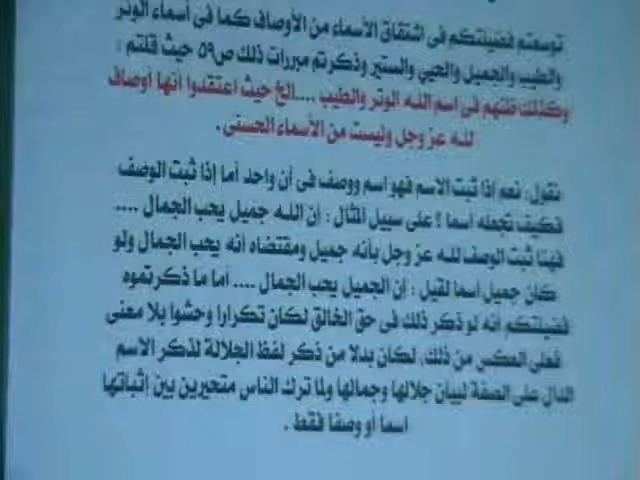 توسعتم فضيلتكم فى اشتقاق الأسماء من الأوصاف كما فى أسماء الوتر
والطيب والجميل والحيي والستير وذكرتم مبررات ذلك ص٥٩ حيث قلتم :
وكذلك قلتهم فى اسم الله الوتر والطيب ....الخ حيث اعتقدوا انها أوصاف
لله عز وجل وليست من الأسماء الحسنى .
نقول: نعم إذا ثبت الاسم فهو اسم ووصف فى أن واحد أما إذا ثبت الوصف
فكيف تجعله اسما ؟ على سبيل المثال : ان الله جميل يحب الجمال ....
فهنا ثبت الوصف لله عز وجل بأنه جميل ومقتضاه أنه يحب الجمال ولو
كان جميل اسما لقيل : إن الجميل يحب الجمال .... أما ما ذكرتموه
فضيلتكم أنه لو ذكر ذلك فى حق الخالق لكان تكرارا وحشوا بلا معنى
فعلى العكس من ذلك، لكان بدلا من ذكر لفظ الجلالة لذكر الاسم
الدال على الصفة لبيان جلالها وجمالها ولما ترك الناس متحيرين بين إثباتها
اسما أو وصفا فقط .